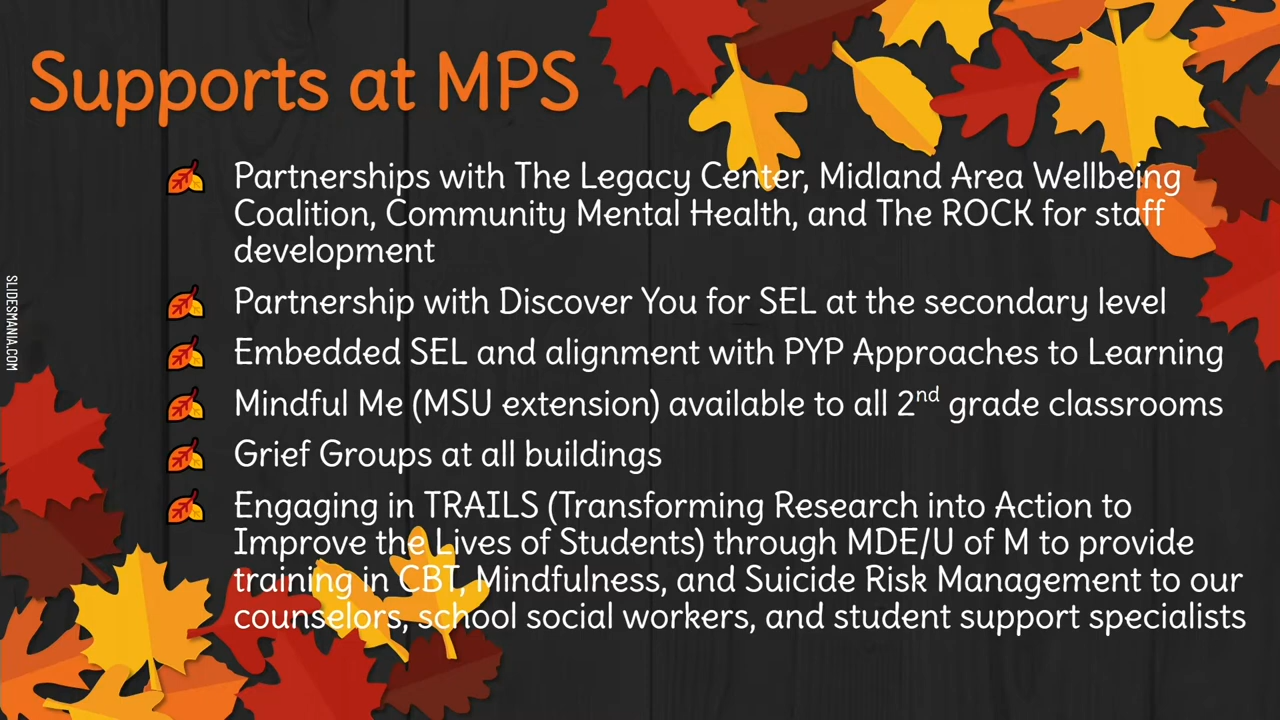 Supports at MPS
Partnerships with The Legacy Center, Midland Area Wellbeing
Coalition, Community Mental Health, and The ROCK for staff
development
Partnership with Discover You for SEL at the secondary level
Embedded SEL and alignment with PYP Approaches to Learning
Mindful Me (MSU extension) available to all 2nd grade classrooms
Grief Groups at all buildings
Engaging in TRAILS (Transforming Research into Action to
Improve the Lives of Students) through MDE/U of M to provide
training in CBT, Mindfulness, and Suicide Risk Management to our
counselors, school social workers, and student support specialists
SLIDESMANIA.COM